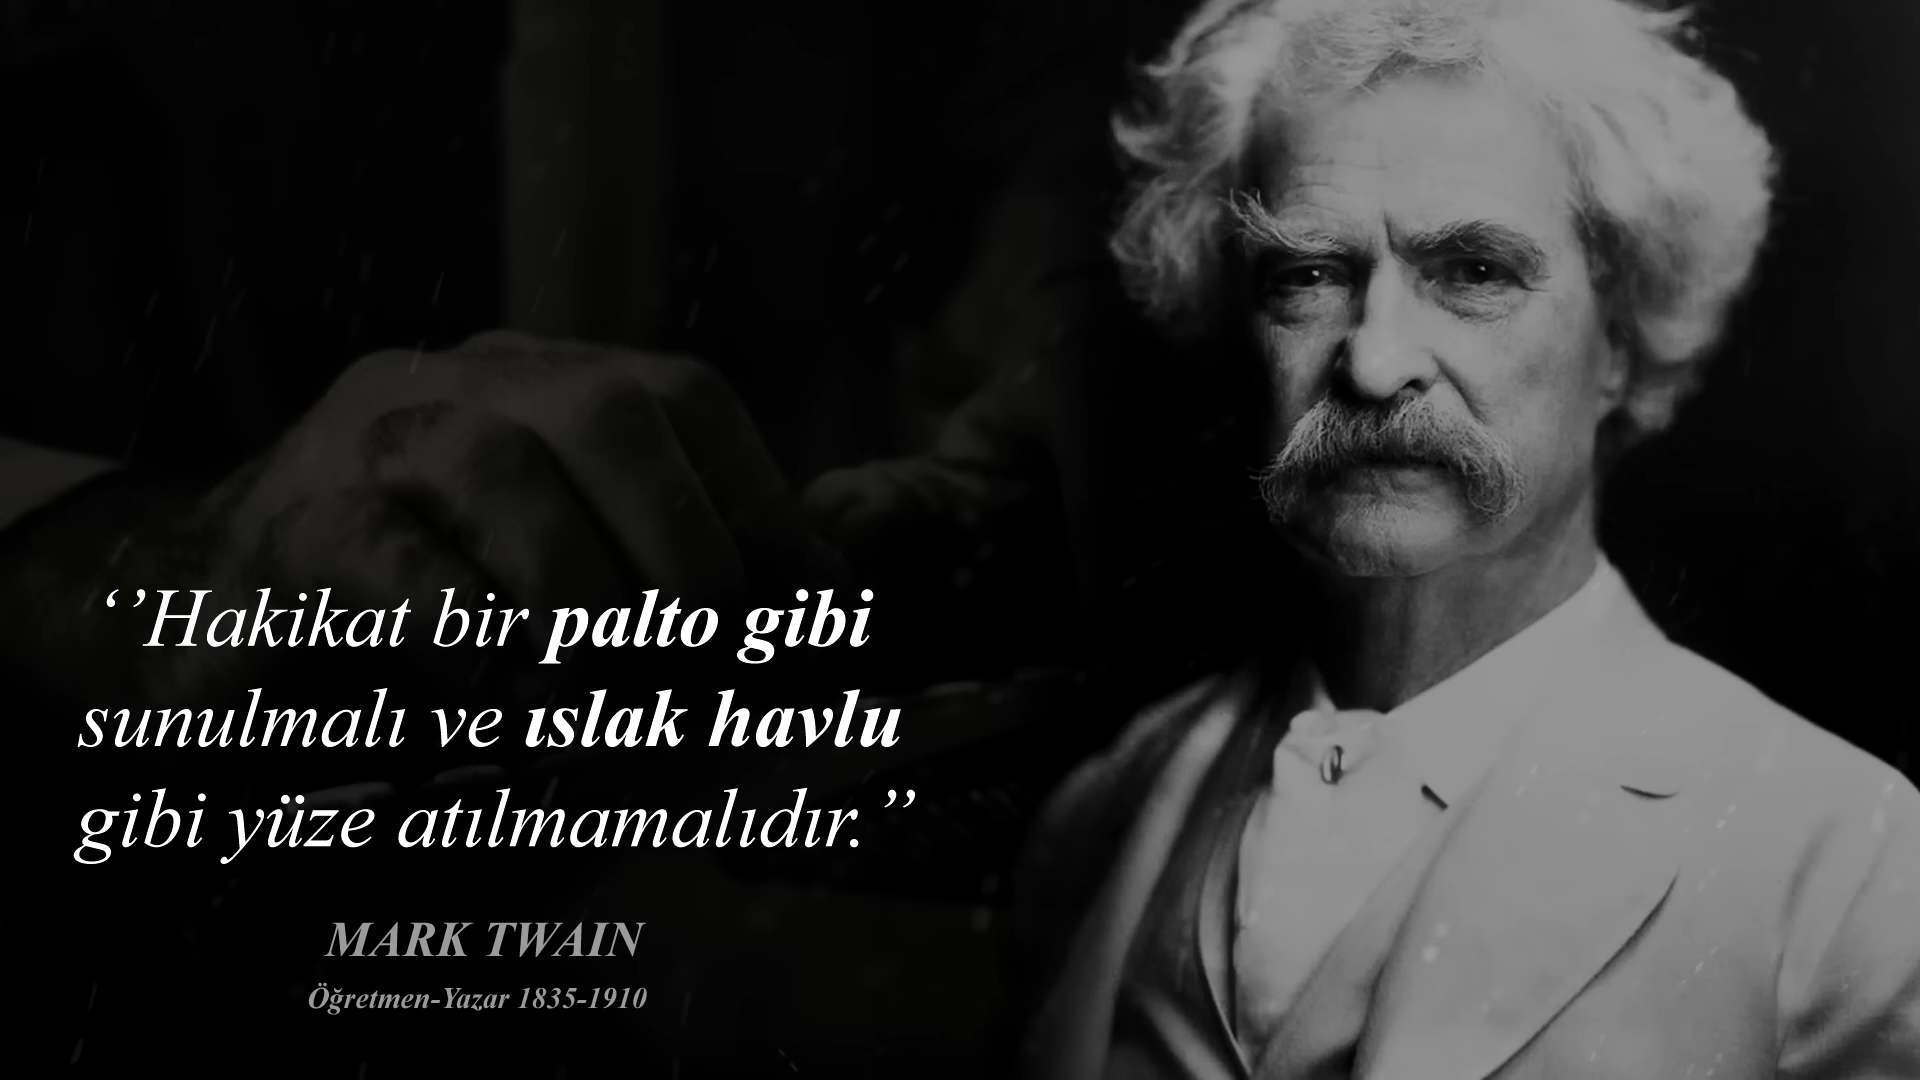 ‘’Hakikat bir palto gibi
sunulmalı ve ıslak havlu
gibi yüze atılmamalıdır.’’
MARK TWAIN
Öğretmen-Yazar 1835-1910